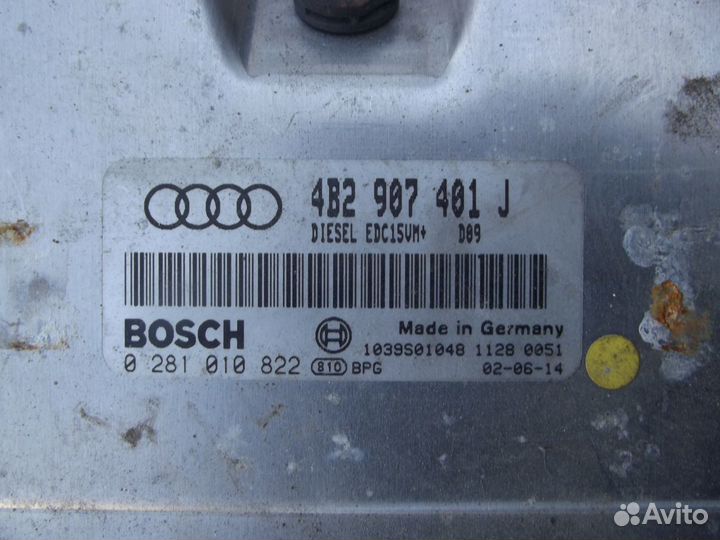 4B2 907 401 J
DIESEL EDC15VM+ D09
BOSCH
Made in Germany
1039S01048 1128 0051
0 281 010 822 810 BPG 02-06-14
Avito